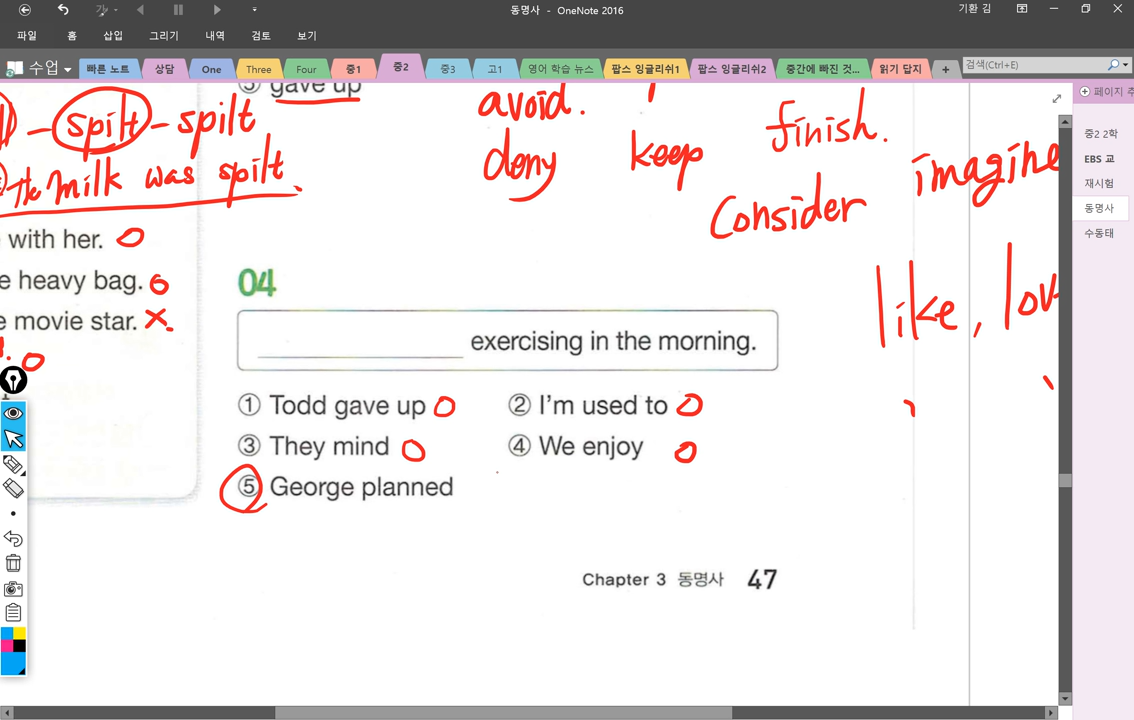 동명사 - OneNote 2016
기환 김
파일 홈 삽입 그리기 내역 검토 보기
수업 빠른 노트 상담 One Three Four 중1 중2 중3 고1 영어 학습 뉴스 팝스 잉글리쉬1 팝스 잉글리쉬2 중간에 빠진 것... 읽기 답지 + 검색(Ctrl+E)
페이지 추
중2 2학
EBS 교
재시험
동명사
수동태
⑤ gave up
avoid.
finish.
- spilt - spilt
deny keep
imagine
The milk was spilt.
Consider
with her. O
04
e heavy bag. O
like, lov
e movie star. X
O
exercising in the morning.
① Todd gave up O ② I'm used to O
③ They mind O ④ We enjoy O
⑤ George planned
Chapter 3 동명사 47